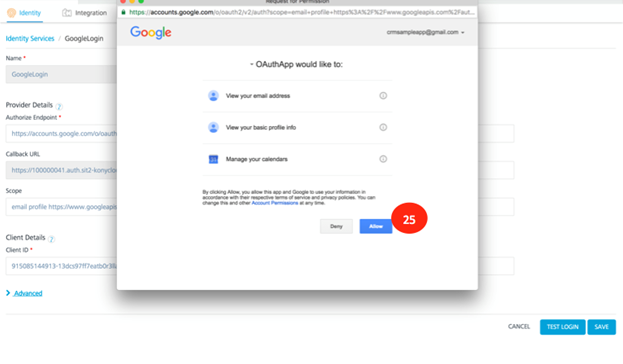 Request for Permission
Identity
Integration
https://accounts.google.com/o/oauth2/v2/auth?scope=email+profile+https%3A%2F%2Fwww.googleapis.com%2Faut...
Identity Services / GoogleLogin
Google
crmsampleapp@gmail.com
Name *
GoogleLogin
- OAuthApp would like to:
View your email address
Provider Details ?
Authorize Endpoint *
https://accounts.google.com/o/oauth
View your basic profile info
Callback URL
https://100000041.auth.sit2-konyclo
Manage your calendars
Scope
email profile https://www.googleapis
By clicking Allow, you allow this app and Google to use your information in
accordance with their respective terms of service and privacy policies. You can
change this and other Account Permissions at any time.
Deny
Allow
25
Client Details ?
Client ID *
Advanced
CANCEL
TEST LOGIN
SAVE